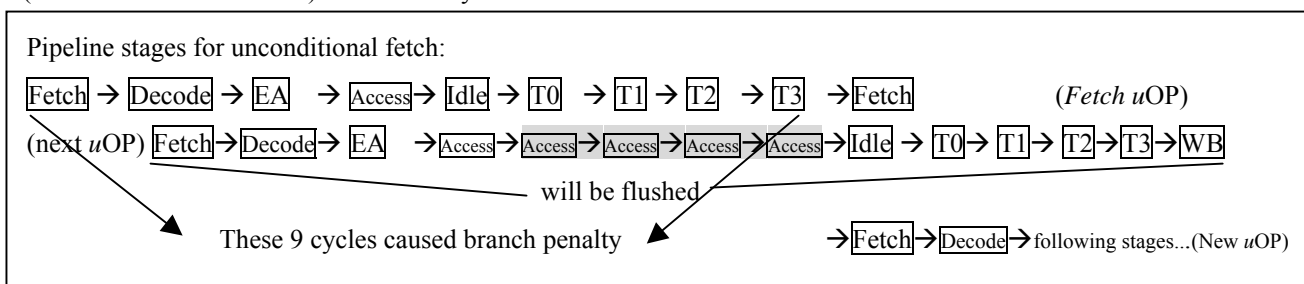 Pipeline stages for unconditional fetch:
Fetch → Decode → EA → Access → Idle → T0 → T1 → T2 → T3 → Fetch (Fetch uOP)
(next uOP) Fetch → Decode → EA → Access → Access → Access → Access → Access → Idle → T0 → T1 → T2 → T3 → WB
will be flushed
These 9 cycles caused branch penalty → Fetch → Decode → following stages...(New uOP)